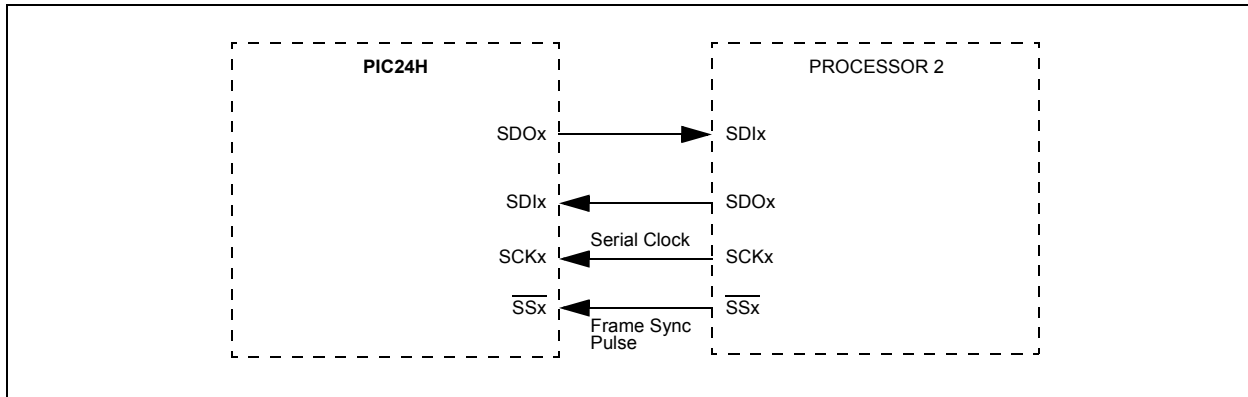 PIC24H
PROCESSOR 2
SDOx
SDIx
SDIx
SDOx
Serial Clock
SCKx
SCKx
SSx
SSx
Frame Sync
Pulse